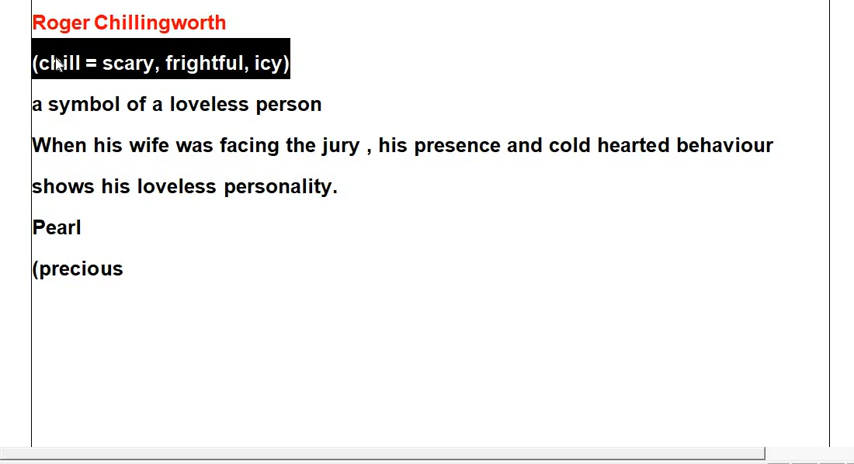 Roger Chillingworth
(chill = scary, frightful, icy)
a symbol of a loveless person
When his wife was facing the jury , his presence and cold hearted behaviour
shows his loveless personality.
Pearl
(precious